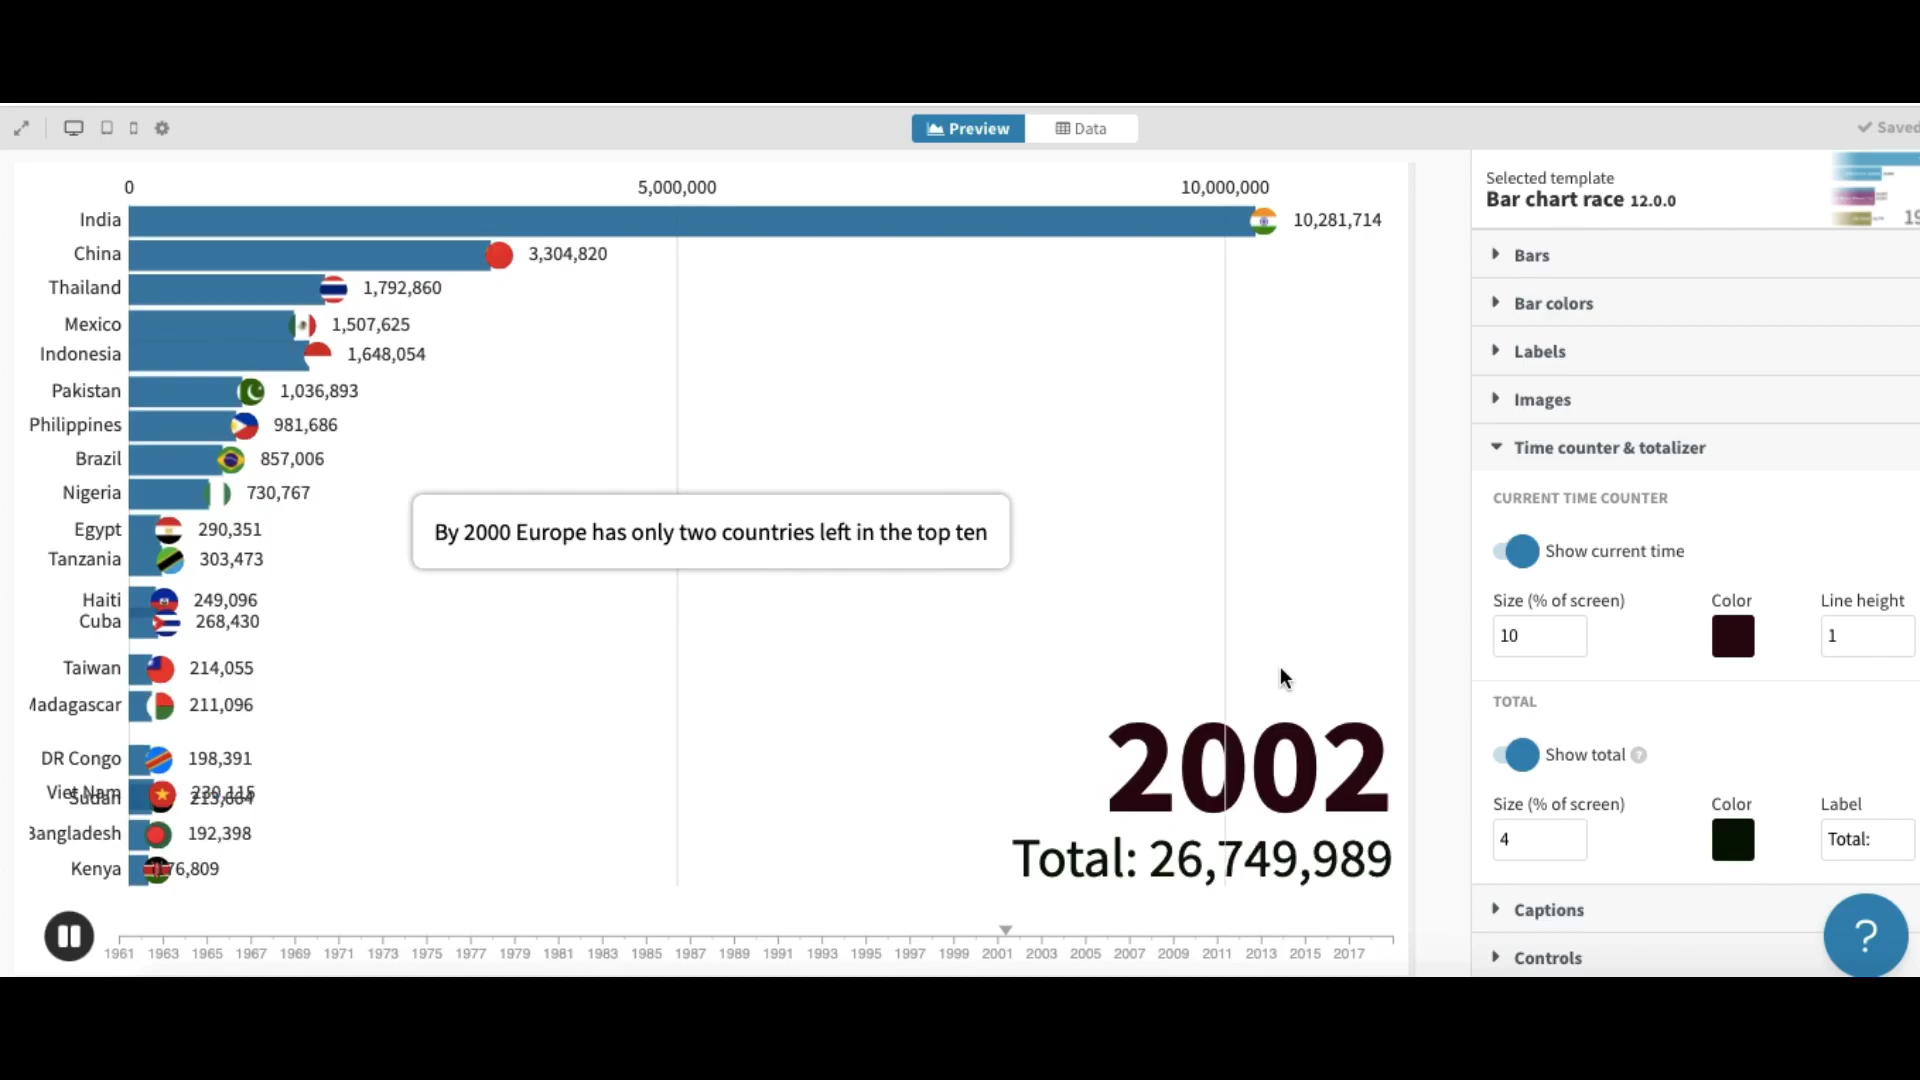 Preview
Data
Saved
Selected template
Bar chart race 12.0.0
0
5,000,000
10,000,000
India 10,281,714
China 3,304,820
Thailand 1,792,860
Mexico 1,507,625
Indonesia 1,648,054
Pakistan 1,036,893
Philippines 981,686
Brazil 857,006
Nigeria 730,767
Egypt 290,351
Tanzania 303,473
Haiti 249,096
Cuba 268,430
Taiwan 214,055
Madagascar 211,096
DR Congo 198,391
Viet Nam
Sudan
Bangladesh 192,398
Kenya 176,809
By 2000 Europe has only two countries left in the top ten
2002
Total: 26,749,989
1961 1963 1965 1967 1969 1971 1973 1975 1977 1979 1981 1983 1985 1987 1989 1991 1993 1995 1997 1999 2001 2003 2005 2007 2009 2011 2013 2015 2017
Bars
Bar colors
Labels
Images
Time counter & totalizer
CURRENT TIME COUNTER
Show current time
Size (% of screen) Color Line height
10 1
TOTAL
Show total ?
Size (% of screen) Color Label
4 Total:
Captions
Controls
?